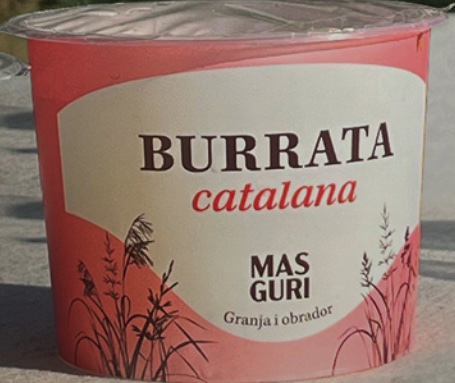 BURRATA
catalana
MAS
GURI
Granja i obrador